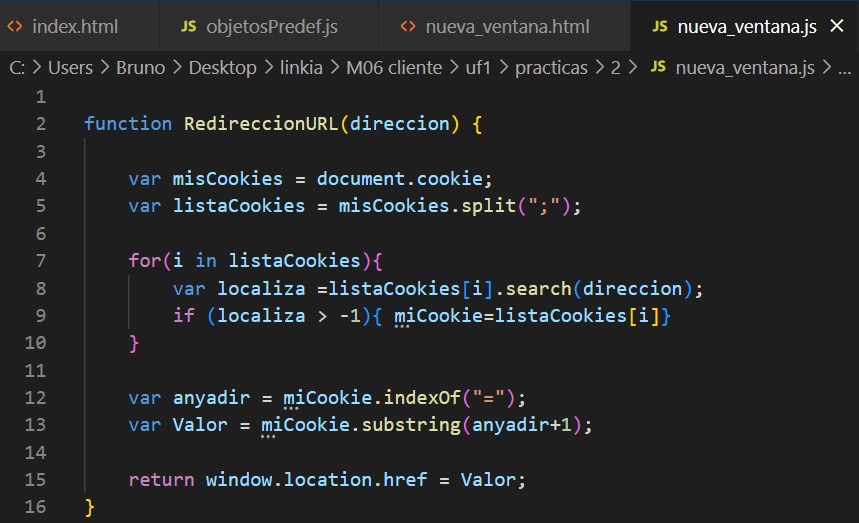 <> index.html JS objetosPredef.js <> nueva_ventana.html JS nueva_ventana.js ×
C: > Users > Bruno > Desktop > linkia > M06 cliente > uf1 > practicas > 2 > JS nueva_ventana.js > ...
1
2 function RedireccionURL(direccion) {
3
4     var misCookies = document.cookie;
5     var listaCookies = misCookies.split(";");
6
7     for(i in listaCookies){
8         var localiza =listaCookies[i].search(direccion);
9         if (localiza > -1){ miCookie=listaCookies[i]}
10     }
11
12     var anyadir = miCookie.indexOf("=");
13     var Valor = miCookie.substring(anyadir+1);
14
15     return window.location.href = Valor;
16 }